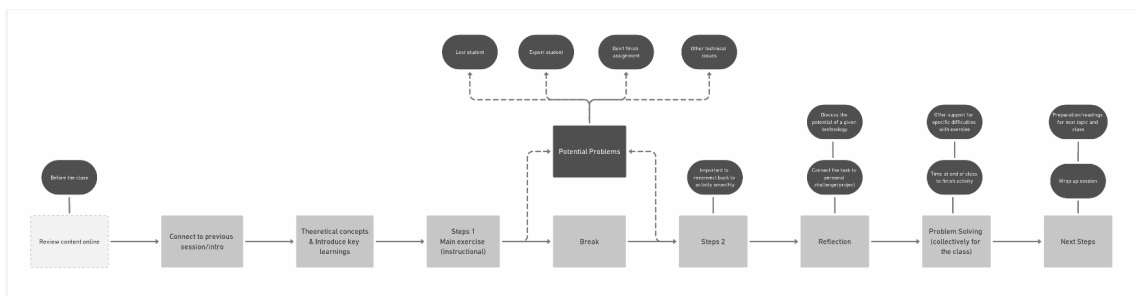 Lost student
Expert student
Don't finish
assignment
Other technical
issues
Potential Problems
Before the class
Important to
reconnect back to
activity smoothly
Discuss the
potential of a given
technology
Connect the task to
personal
challenge/project
Offer support for
specific difficulties
with exercise
Time at end of class
to finish activity
Preparation/readings
for next topic and
class
Wrap up session
Review content online
Connect to previous
session/intro
Theoretical concepts
& Introduce key
learnings
Steps 1
Main exercise
(instructional)
Break
Steps 2
Reflection
Problem Solving
(collectively for
the class)
Next Steps